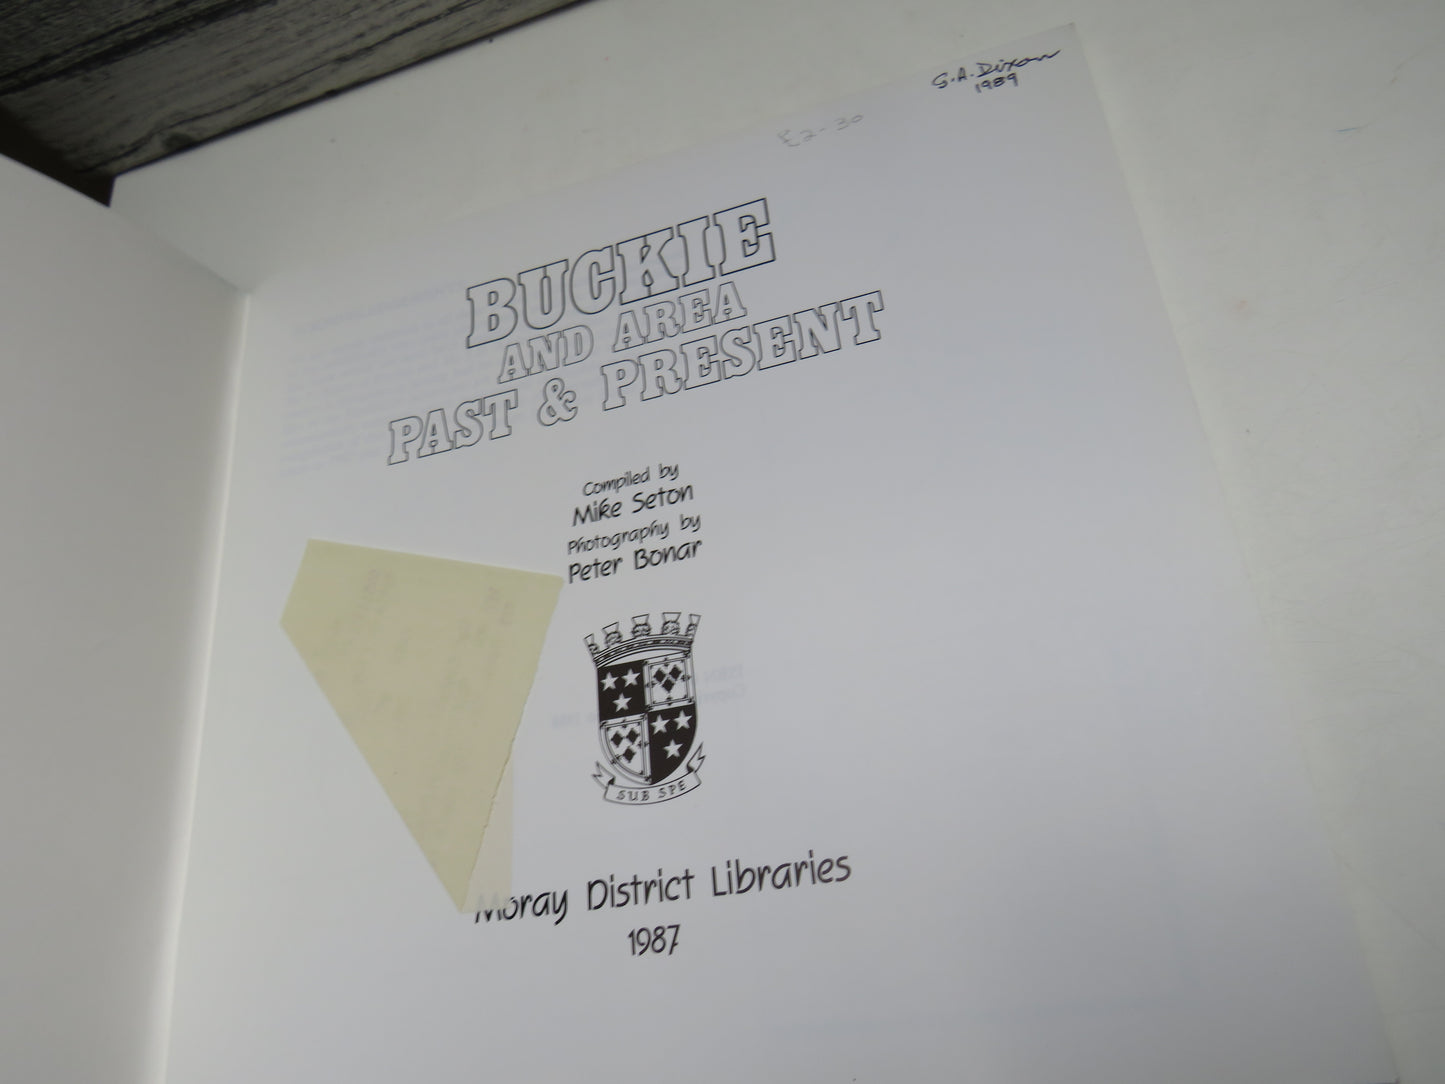 G.A. Dixon
1989
£2-30
BUCKIE
AND AREA
PAST & PRESENT
Compiled by
Mike Seton
Photography by
Peter Bonar
SUB SPE
Moray District Libraries
1987